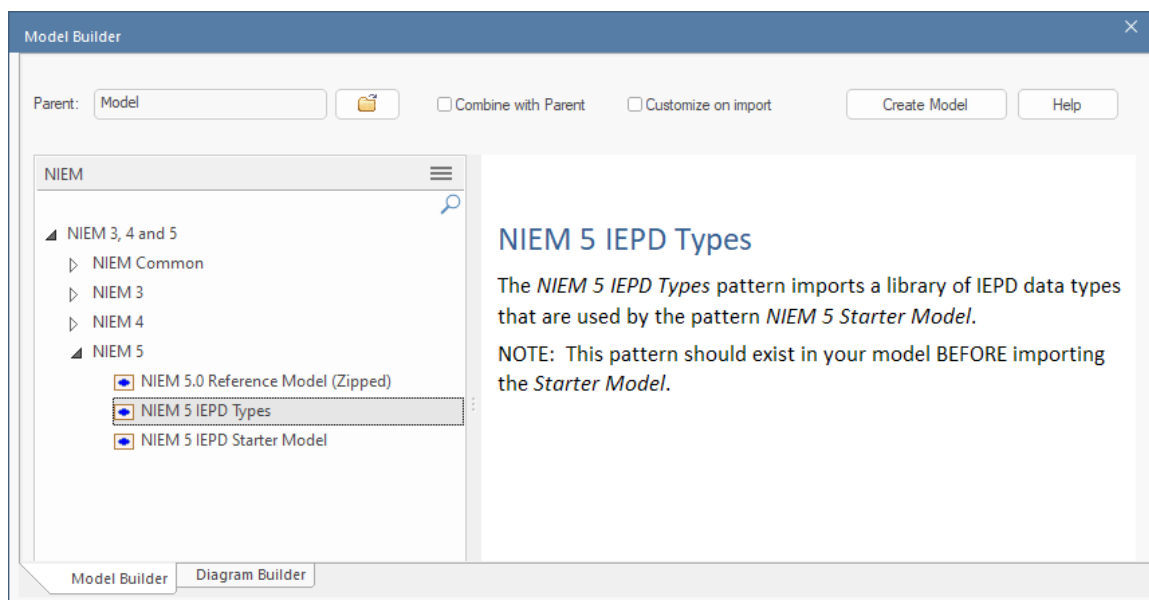 Model Builder
Parent: Model Combine with Parent Customize on import Create Model Help
NIEM
NIEM 3, 4 and 5
NIEM Common
NIEM 3
NIEM 4
NIEM 5
NIEM 5.0 Reference Model (Zipped)
NIEM 5 IEPD Types
NIEM 5 IEPD Starter Model
NIEM 5 IEPD Types
The NIEM 5 IEPD Types pattern imports a library of IEPD data types
that are used by the pattern NIEM 5 Starter Model.
NOTE: This pattern should exist in your model BEFORE importing
the Starter Model.
Model Builder Diagram Builder